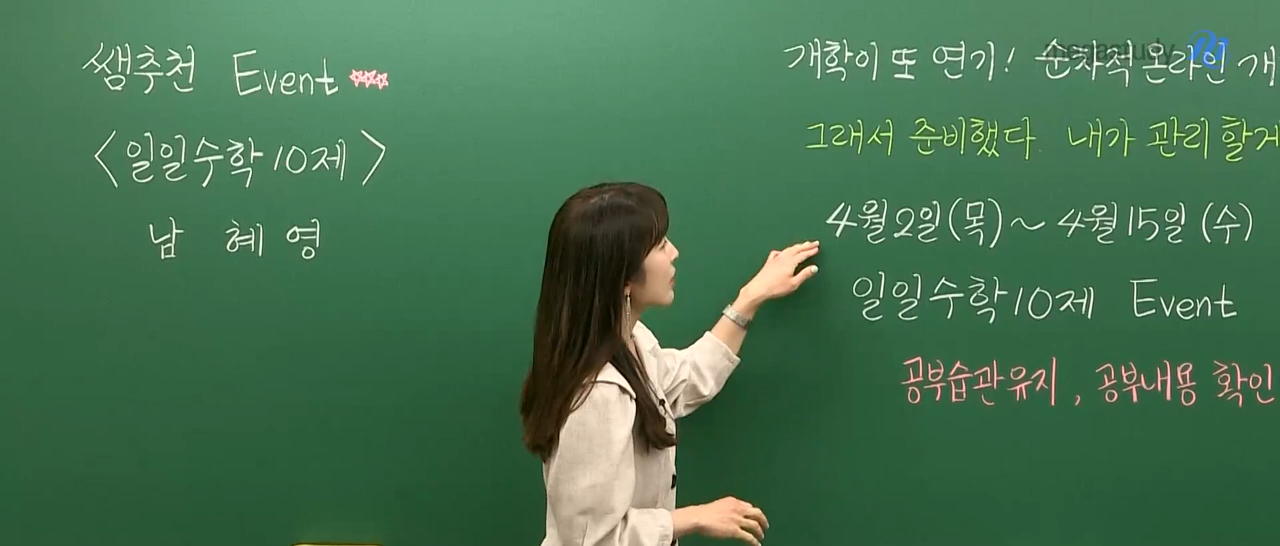 쌤추천 Event ☆☆☆
<일일수학10제>
남 혜 영
megastudy M
개학이 또 연기! 순차적 온라인 개
그래서 준비했다. 내가 관리 할게
4월2일(목)~ 4월15일 (수)
일일수학10제 Event
공부습관유지, 공부내용 확인